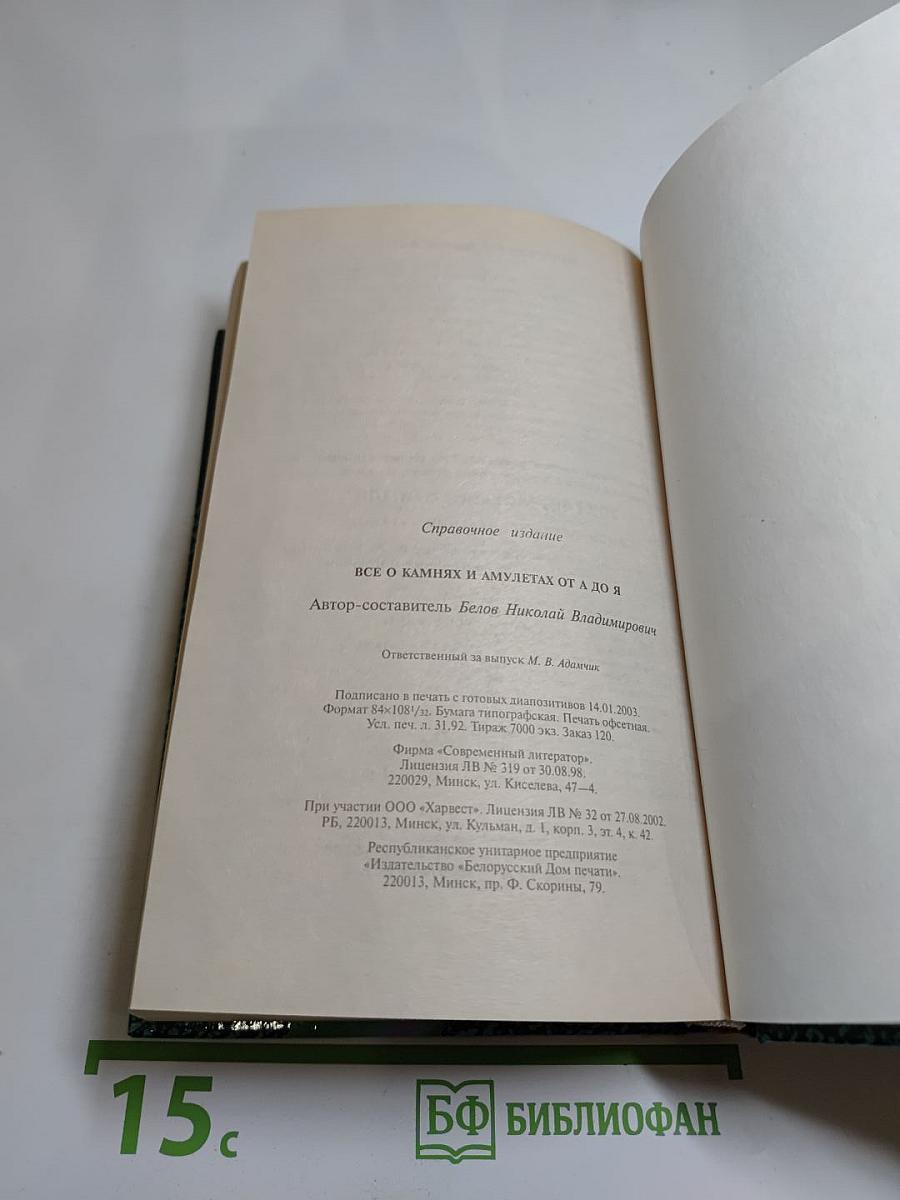 Справочное издание
ВСЕ О КАМНЯХ И АМУЛЕТАХ ОТ А ДО Я
Автор-составитель Белов Николай Владимирович
Ответственный за выпуск М. В. Адамчик
Подписано в печать с готовых диапозитивов 14.01.2003.
Формат 84×108¹/₃₂. Бумага типографская. Печать офсетная.
Усл. печ. л. 31,92. Тираж 7000 экз. Заказ 120.
Фирма «Современный литератор».
Лицензия ЛВ № 319 от 30.08.98.
220029, Минск, ул. Киселева, 47—4.
При участии ООО «Харвест». Лицензия ЛВ № 32 от 27.08.2002.
РБ, 220013, Минск, ул. Кульман, д. 1, корп. 3, эт. 4, к. 42.
Республиканское унитарное предприятие
«Издательство «Белорусский Дом печати».
220013, Минск, пр. Ф. Скорины, 79.
15 с
БФ БИБЛИОФАН